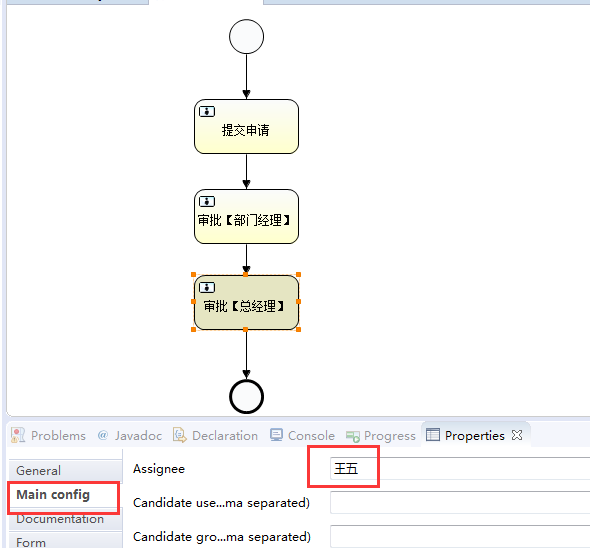 提交申请
审批【部门经理】
审批【总经理】
Problems @ Javadoc Declaration Console Progress Properties
General
Main config
Documentation
Form
Assignee 王五
Candidate use...ma separated)
Candidate gro...ma separated)